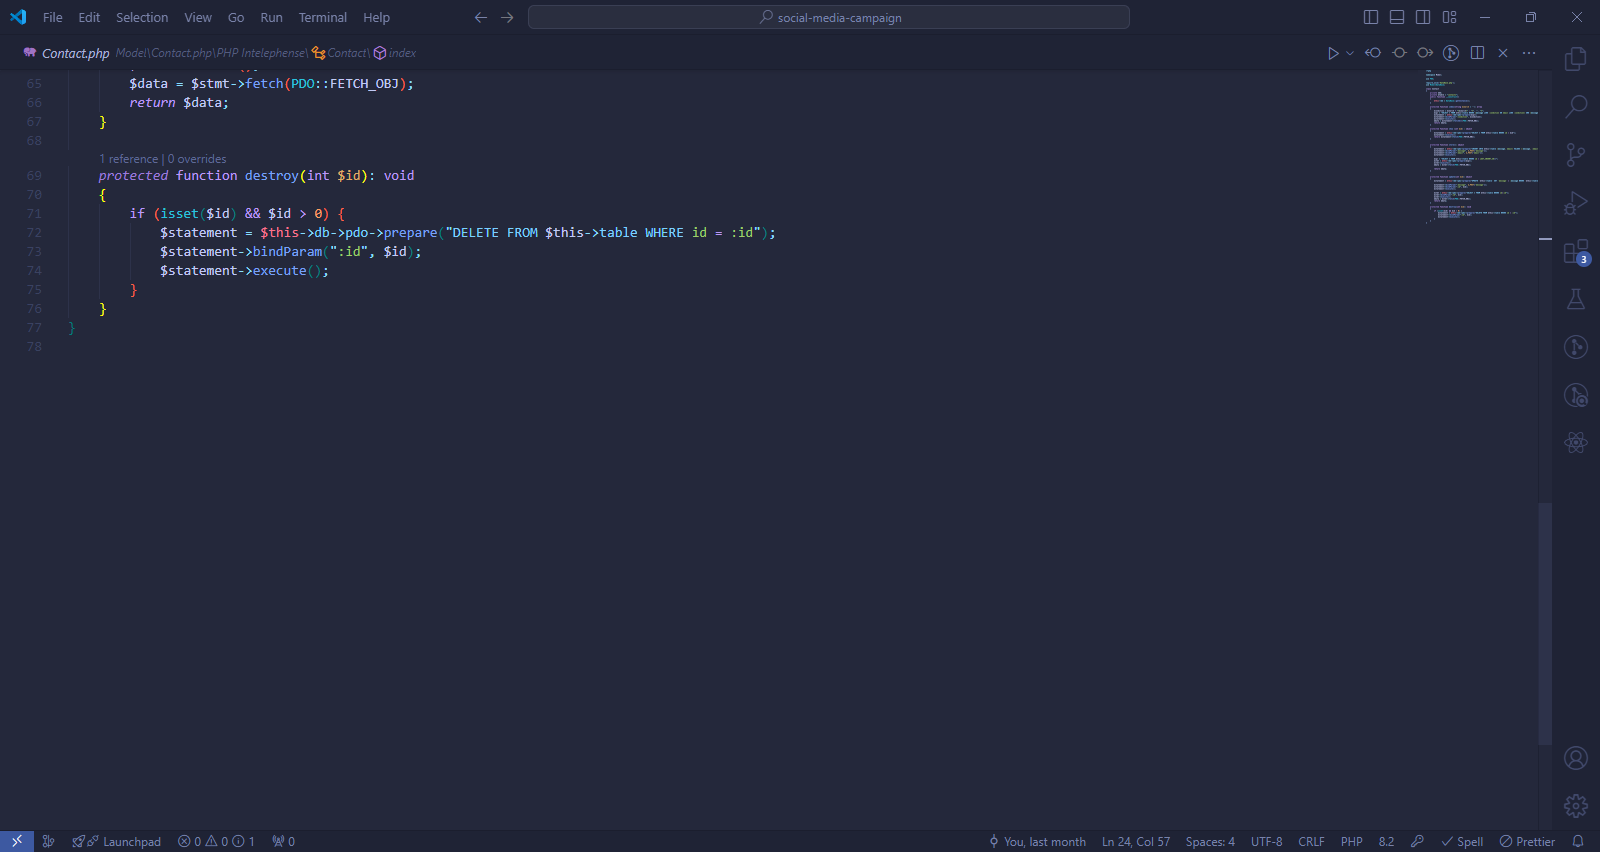 File Edit Selection View Go Run Terminal Help
social-media-campaign
Contact.php Model\Contact.php\PHP Intelephense\ Contact\ index
65 $data = $stmt->fetch(PDO::FETCH_OBJ);
66 return $data;
67 }
68
1 reference | 0 overrides
69 protected function destroy(int $id): void
70 {
71 if (isset($id) && $id > 0) {
72 $statement = $this->db->pdo->prepare("DELETE FROM $this->table WHERE id = :id");
73 $statement->bindParam(":id", $id);
74 $statement->execute();
75 }
76 }
77 }
78
3
Launchpad 0 0 1 0 You, last month Ln 24, Col 57 Spaces: 4 UTF-8 CRLF PHP 8.2 Spell Prettier